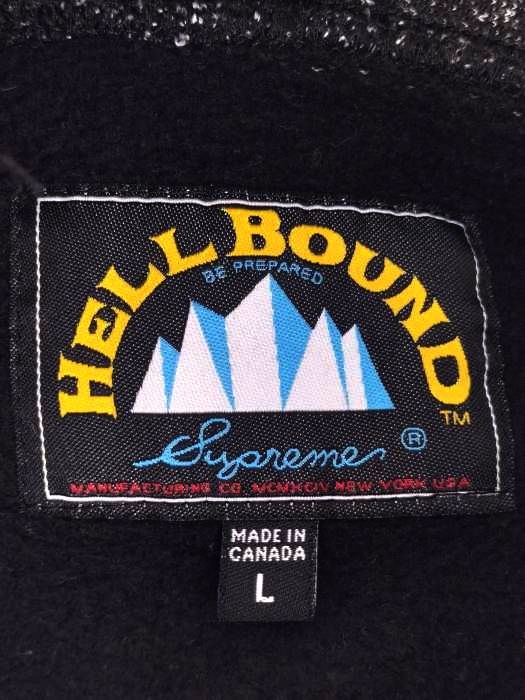 HELL BOUND TM
BE PREPARED
Supreme ®
MANUFACTURING CO MCMXCIV NEW YORK USA
MADE IN
CANADA
L